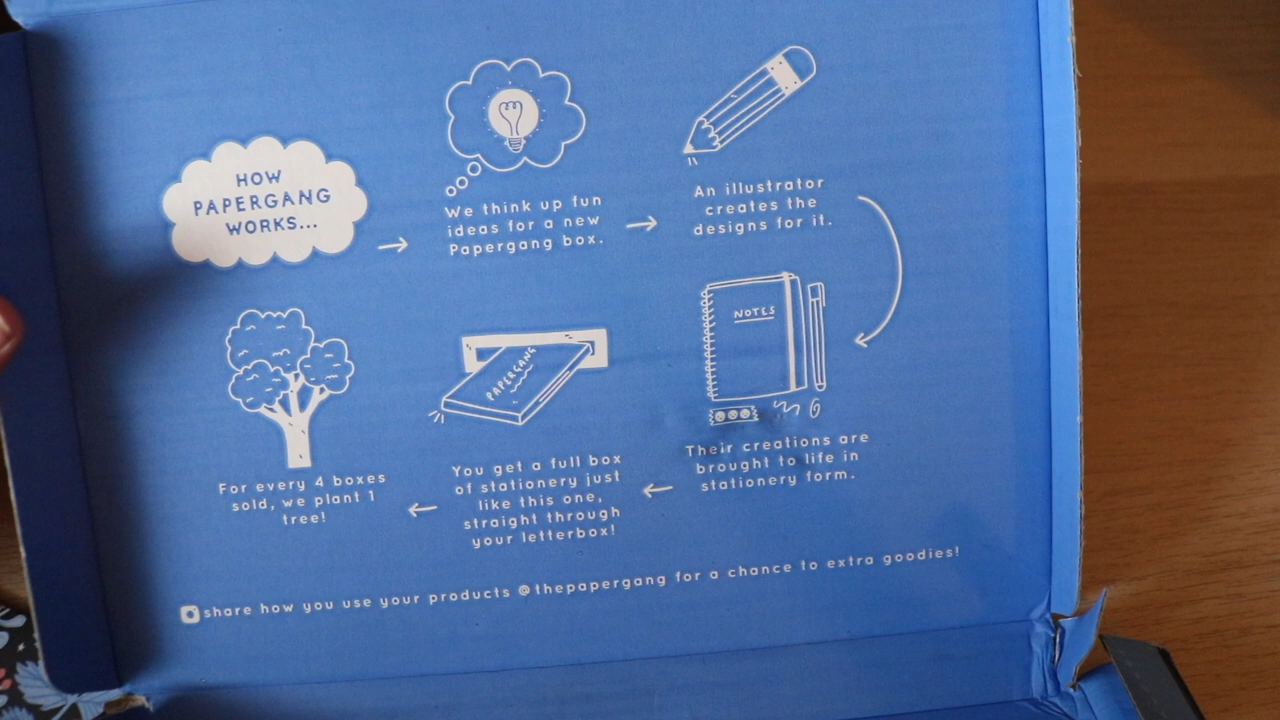 HOW
PAPERGANG
WORKS...
We think up fun
ideas for a new
Papergang box.
An illustrator
creates the
designs for it.
NOTES
Their creations are
brought to life in
stationery form.
PAPERGANG
You get a full box
of stationery just
like this one,
straight through
your letterbox!
For every 4 boxes
sold, we plant 1
tree!
share how you use your products @thepapergang for a chance to extra goodies!